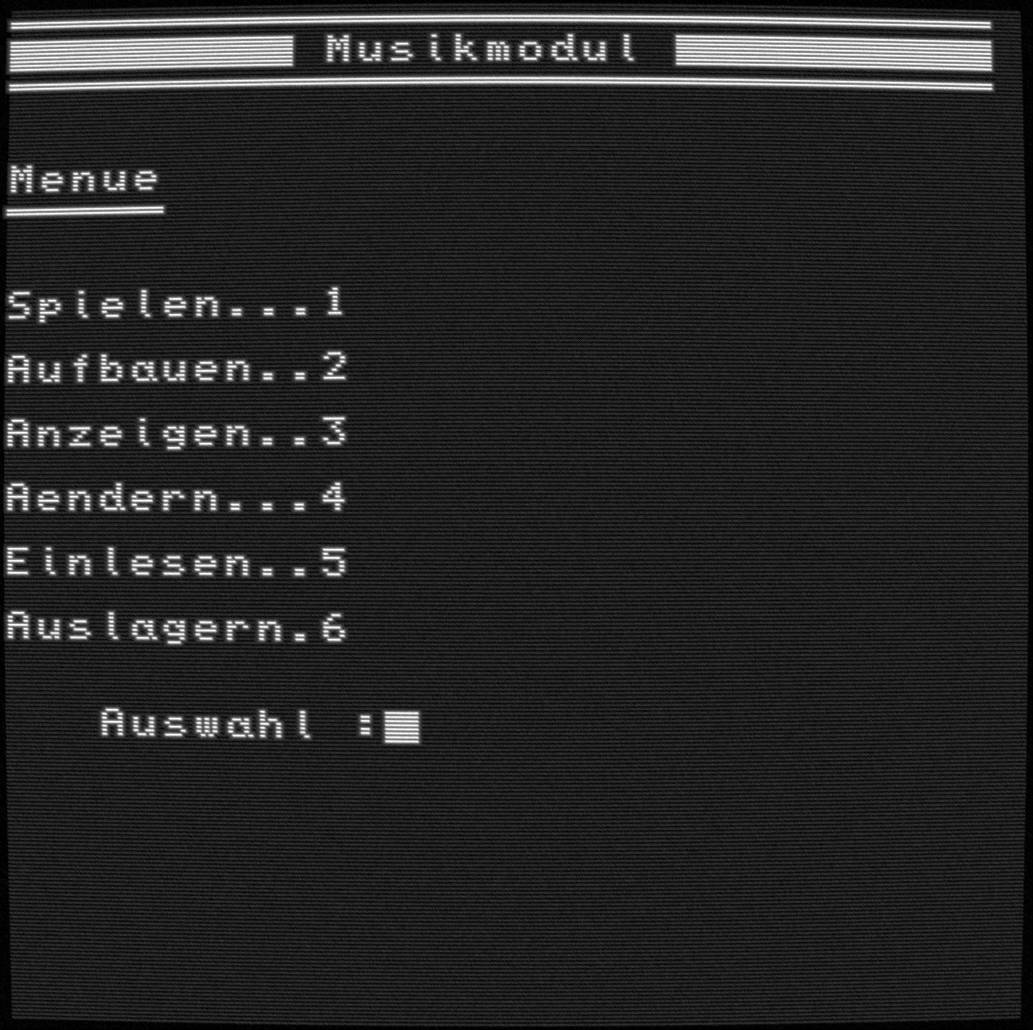 Musikmodul
Menue
Spielen...1
Aufbauen..2
Anzeigen..3
Aendern...4
Einlesen..5
Auslagern.6
Auswahl :